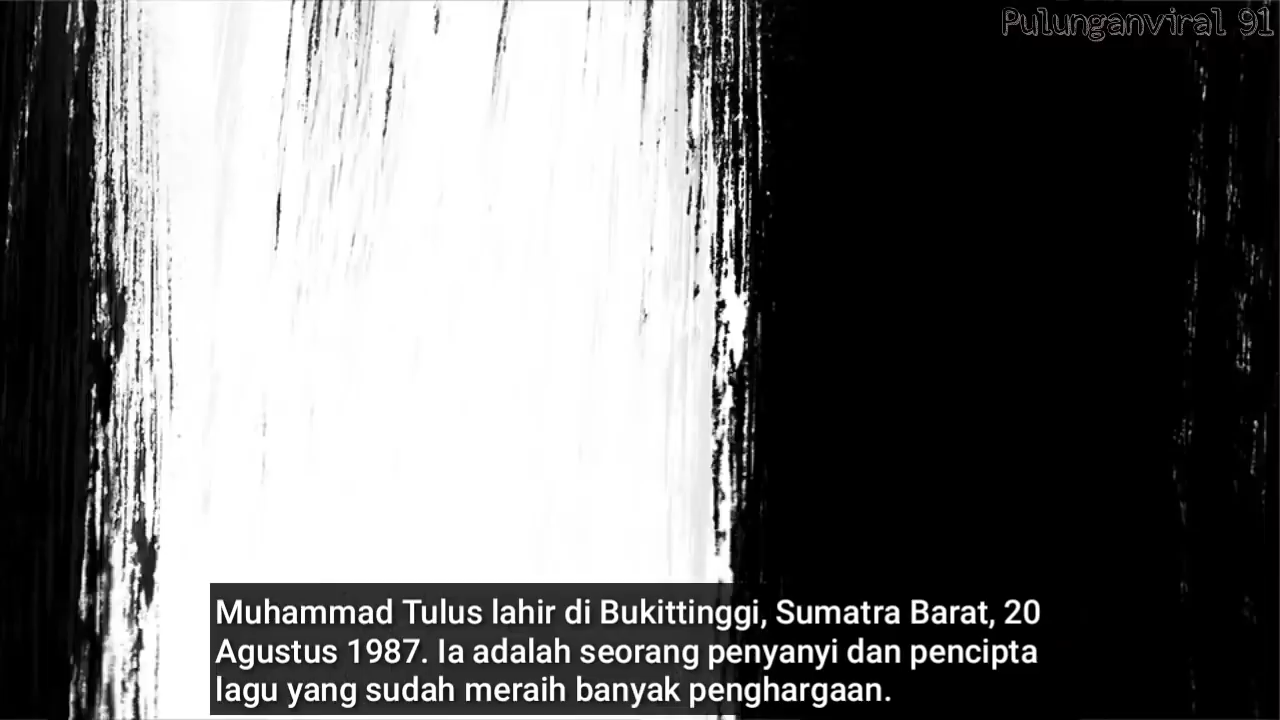 Pulunganviral 91
Muhammad Tulus lahir di Bukittinggi, Sumatra Barat, 20
Agustus 1987. Ia adalah seorang penyanyi dan pencipta
lagu yang sudah meraih banyak penghargaan.